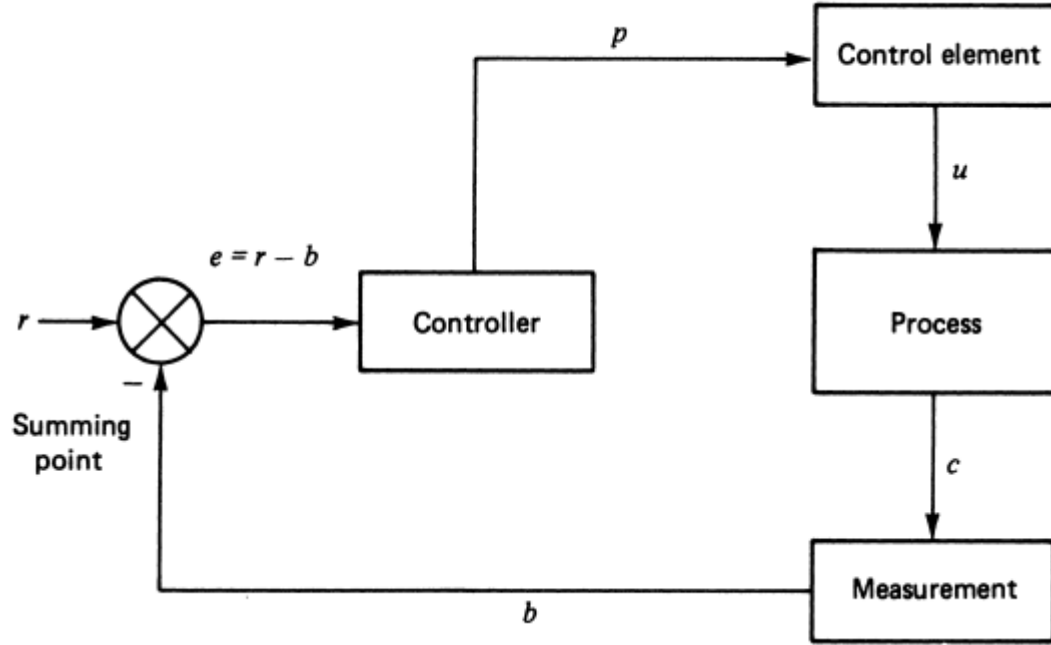 p
Control element
u
e = r − b
r
Controller
Process
−
Summing
point
c
b
Measurement